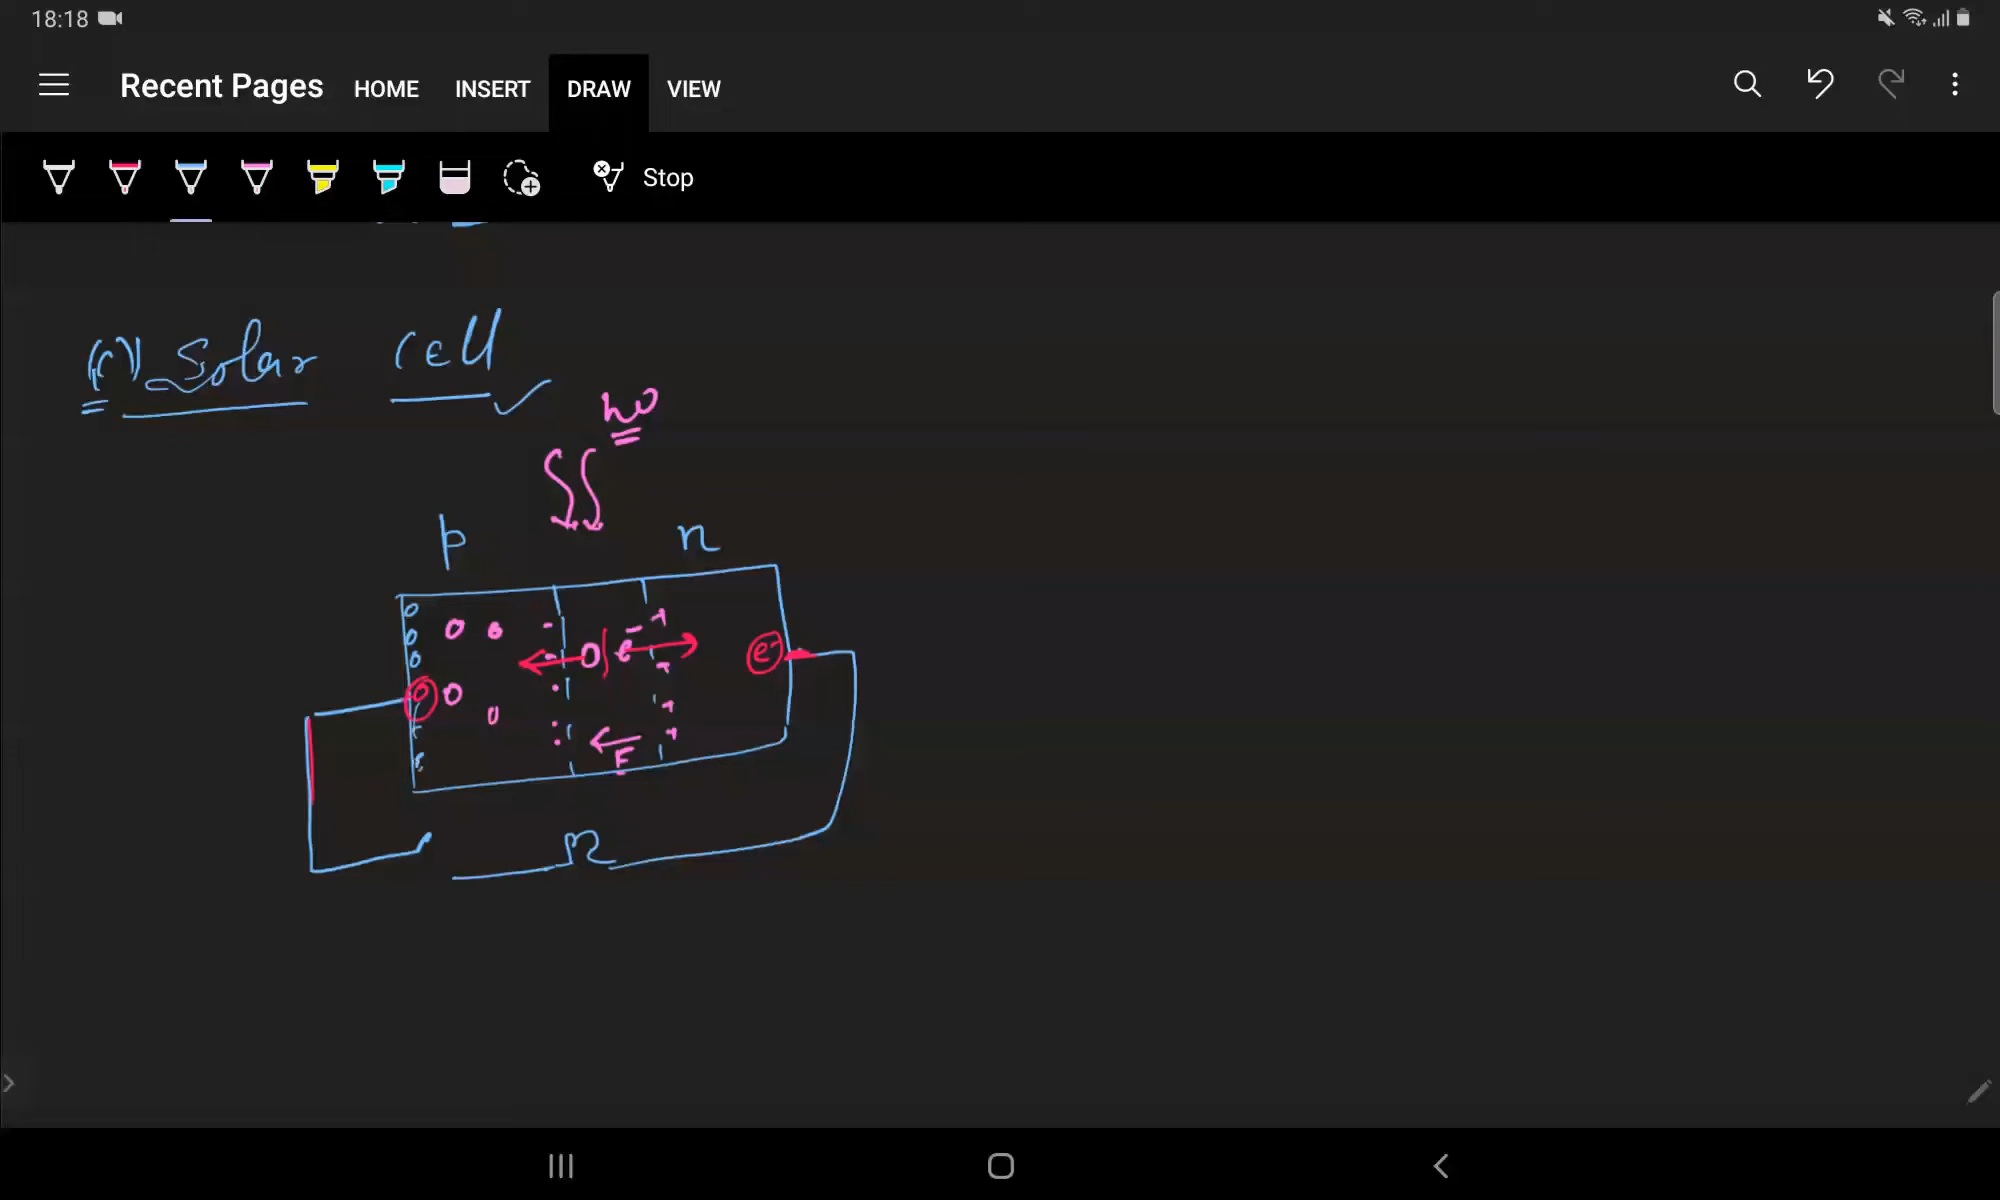 18:18
Recent Pages HOME INSERT DRAW VIEW
Stop
Solar Cell
hν
p n
e⁻ e⁻
E
R